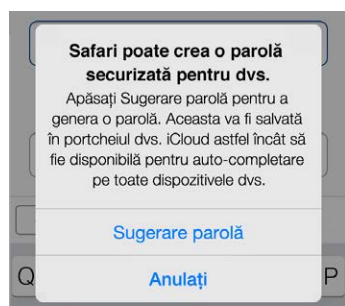 Safari poate crea o parolă
securizată pentru dvs.
Apăsați Sugerare parolă pentru a
genera o parolă. Aceasta va fi salvată
în portcheiul dvs. iCloud astfel încât să
fie disponibilă pentru auto-completare
pe toate dispozitivele dvs.
Sugerare parolă
Q
Anulați
P